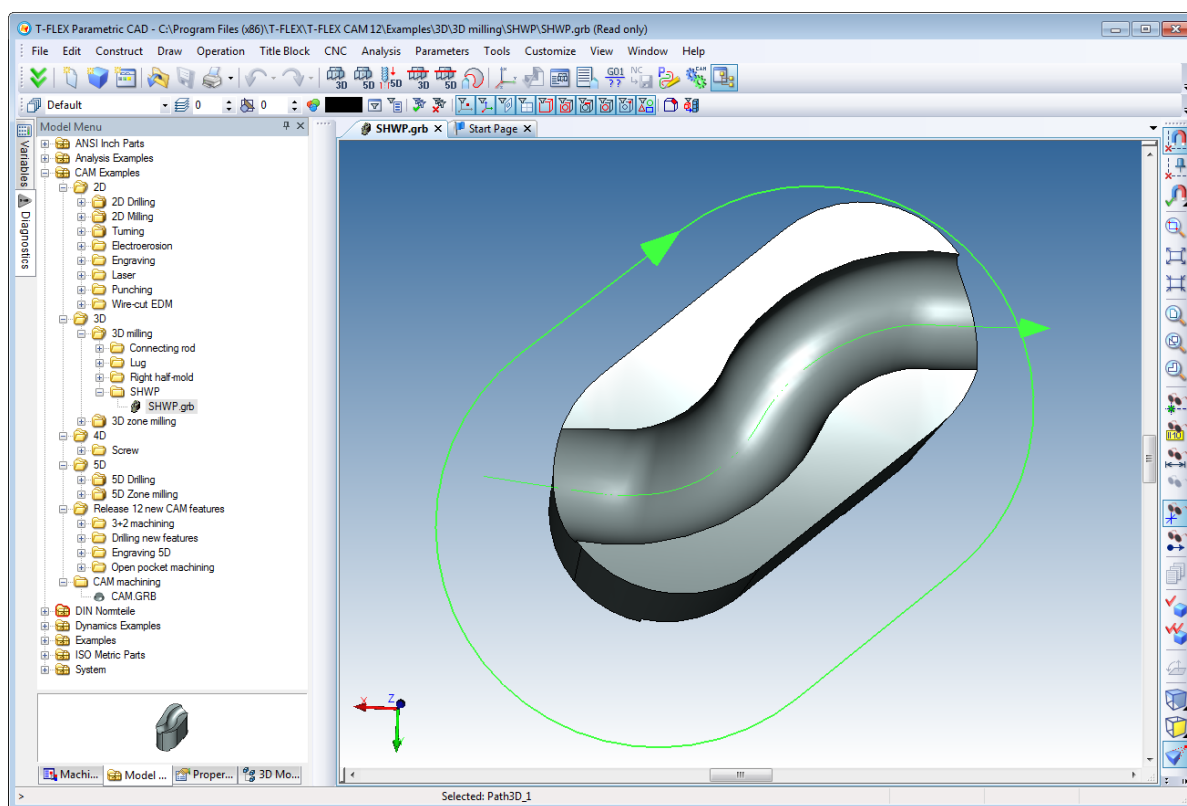 T-FLEX Parametric CAD - C:\Program Files (x86)\T-FLEX\T-FLEX CAM 12\Examples\3D\3D milling\SHWP\SHWP.grb (Read only)
File Edit Construct Draw Operation Title Block CNC Analysis Parameters Tools Customize View Window Help
3D 5D 3D 5D G01 ?? NC
Default 0 0
Model Menu
SHWP.grb Start Page
Variables
Diagnostics
ANSI Inch Parts
Analysis Examples
CAM Examples
2D
2D Drilling
2D Milling
Turning
Electroerosion
Engraving
Laser
Punching
Wire-cut EDM
3D
3D milling
Connecting rod
Lug
Right half-mold
SHWP
SHWP.grb
3D zone milling
4D
Screw
5D
5D Drilling
5D Zone milling
Release 12 new CAM features
3+2 machining
Drilling new features
Engraving 5D
Open pocket machining
CAM machining
CAM.GRB
DIN Normteile
Dynamics Examples
Examples
ISO Metric Parts
System
X Z
Machi... Model ... Proper... 3D Mo...
> Selected: Path3D_1